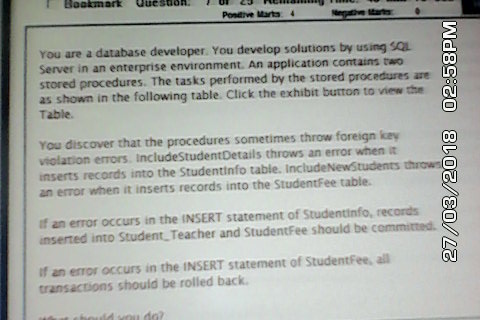 Bookmark Question: 7 of 25 Remaining Time:
Positive Marks: 4 Negative Marks: 0
You are a database developer. You develop solutions by using SQL
Server in an enterprise environment. An application contains two
stored procedures. The tasks performed by the stored procedures are
as shown in the following table. Click the exhibit button to view the
Table.
You discover that the procedures sometimes throw foreign key
violation errors. IncludeStudentDetails throws an error when it
inserts records into the StudentInfo table. IncludeNewStudents throws
an error when it inserts records into the StudentFee table.
If an error occurs in the INSERT statement of StudentInfo, records
inserted into Student_Teacher and StudentFee should be committed.
If an error occurs in the INSERT statement of StudentFee, all
transactions should be rolled back.
What should you do?
27/03/2018 02:58PM